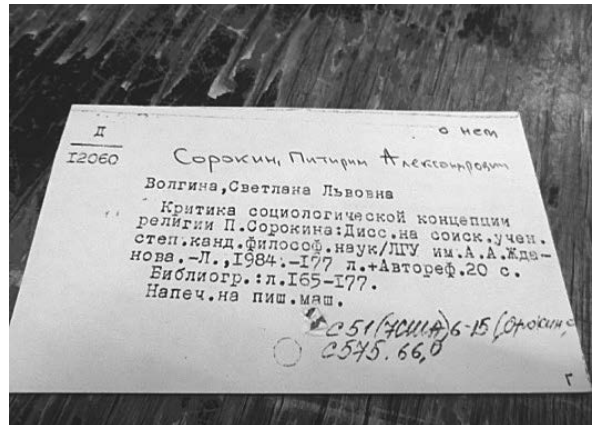 Д
о нем
I2060
Сорокин, Питирим Александрович
Волгина,Светлана Львовна
Критика социологической концепции
религии П.Сорокина:Дисс.на соиск.учен.
степ.канд.философ.наук/ЛГУ им.А.А.Жда-
нова.-Л.,1984.-I77 л.+Автореф.20 с.
Библиогр.:л.I65-I77.
Напеч.на пиш.маш.
С51(7США)6-15
С575.66,0
г